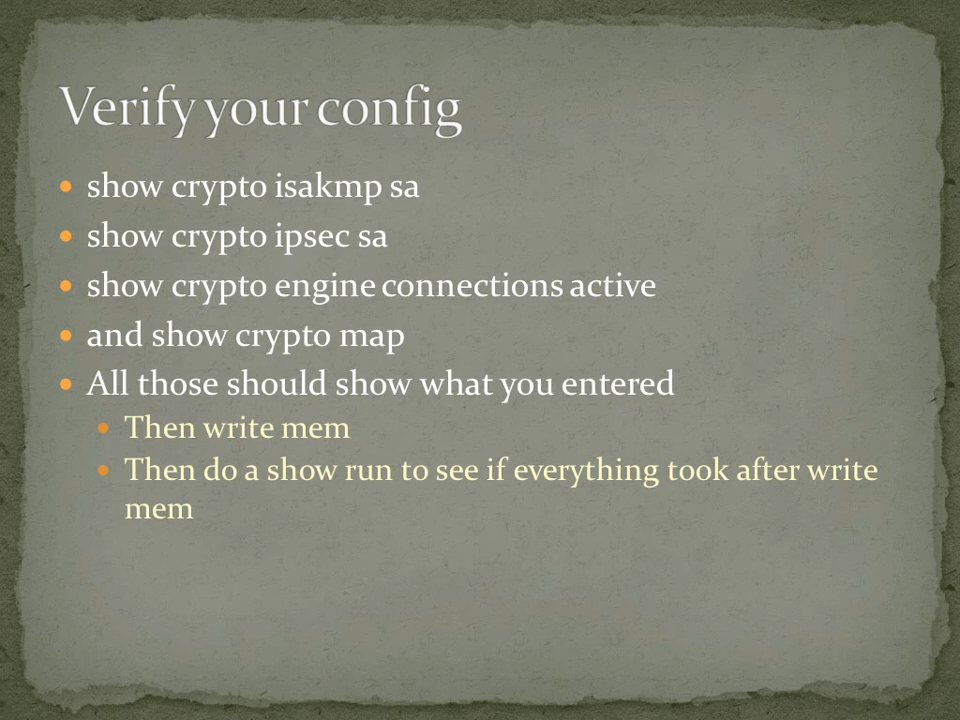 Verify your config
show crypto isakmp sa
show crypto ipsec sa
show crypto engine connections active
and show crypto map
All those should show what you entered
Then write mem
Then do a show run to see if everything took after write
mem